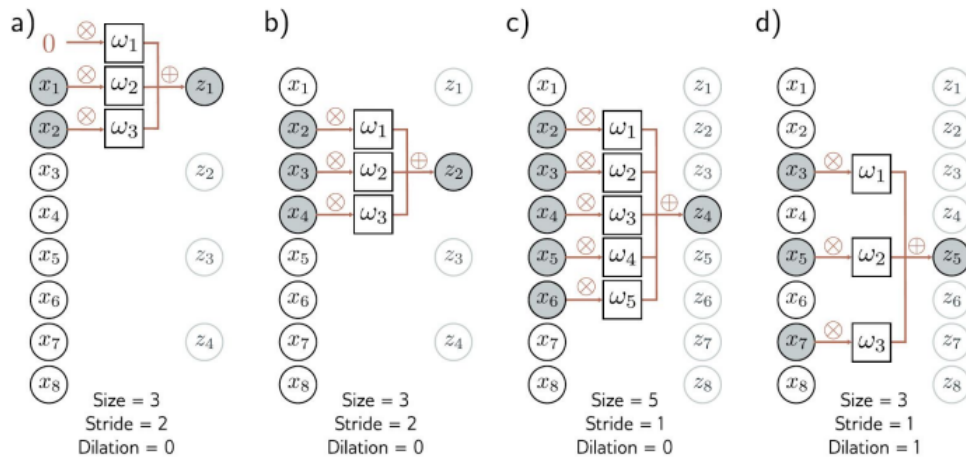 a)
0 ⊗ ω₁
x₁ ⊗ ω₂ ⊕ z₁
x₂ ⊗ ω₃
x₃ z₂
x₄
x₅ z₃
x₆
x₇ z₄
x₈
Size = 3
Stride = 2
Dilation = 0
b)
x₁ z₁
x₂ ⊗ ω₁
x₃ ⊗ ω₂ ⊕ z₂
x₄ ⊗ ω₃
x₅ z₃
x₆
x₇ z₄
x₈
Size = 3
Stride = 2
Dilation = 0
c)
x₁ z₁
x₂ ⊗ ω₁ z₂
x₃ ⊗ ω₂ z₃
x₄ ⊗ ω₃ ⊕ z₄
x₅ ⊗ ω₄ z₅
x₆ ⊗ ω₅ z₆
x₇ z₇
x₈ z₈
Size = 5
Stride = 1
Dilation = 0
d)
x₁ z₁
x₂ z₂
x₃ ⊗ ω₁ z₃
x₄ z₄
x₅ ⊗ ω₂ ⊕ z₅
x₆ z₆
x₇ ⊗ ω₃ z₇
x₈ z₈
Size = 3
Stride = 1
Dilation = 1